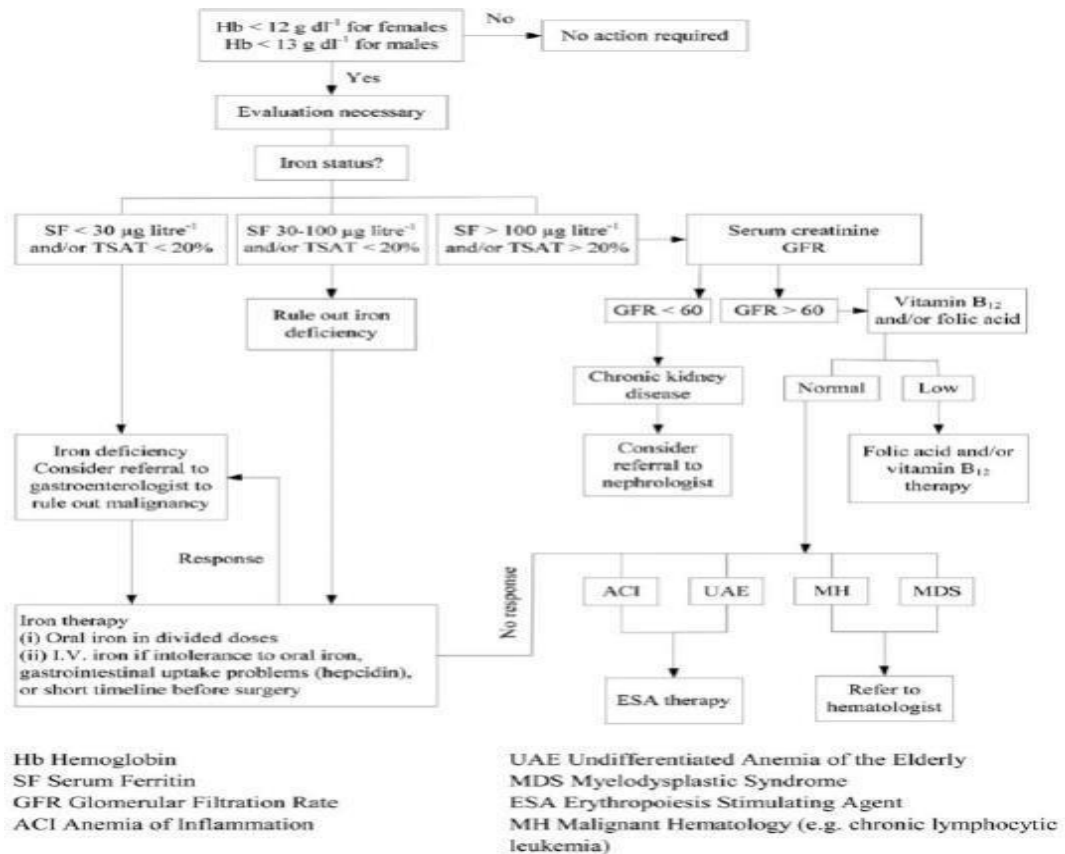 Hb < 12 g dl⁻¹ for females
Hb < 13 g dl⁻¹ for males
No
No action required
Yes
Evaluation necessary
Iron status?
SF < 30 µg litre⁻¹
and/or TSAT < 20%
SF 30-100 µg litre⁻¹
and/or TSAT < 20%
SF > 100 µg litre⁻¹
and/or TSAT > 20%
Serum creatinine
GFR
Rule out iron
deficiency
GFR < 60
GFR > 60
Vitamin B₁₂
and/or folic acid
Chronic kidney
disease
Normal
Low
Iron deficiency
Consider referral to
gastroenterologist to
rule out malignancy
Consider
referral to
nephrologist
Folic acid and/or
vitamin B₁₂
therapy
Response
No response
ACI
UAE
MH
MDS
Iron therapy
(i) Oral iron in divided doses
(ii) I.V. iron if intolerance to oral iron,
gastrointestinal uptake problems (hepcidin),
or short timeline before surgery
ESA therapy
Refer to
hematologist
Hb Hemoglobin
SF Serum Ferritin
GFR Glomerular Filtration Rate
ACI Anemia of Inflammation
UAE Undifferentiated Anemia of the Elderly
MDS Myelodysplastic Syndrome
ESA Erythropoiesis Stimulating Agent
MH Malignant Hematology (e.g. chronic lymphocytic
leukemia)